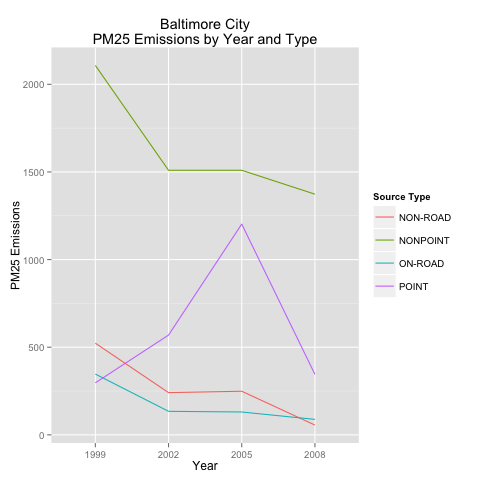 Baltimore City
PM25 Emissions by Year and Type
PM25 Emissions
2000
1500
1000
500
0
1999 2002 2005 2008
Year
Source Type
NON-ROAD
NONPOINT
ON-ROAD
POINT